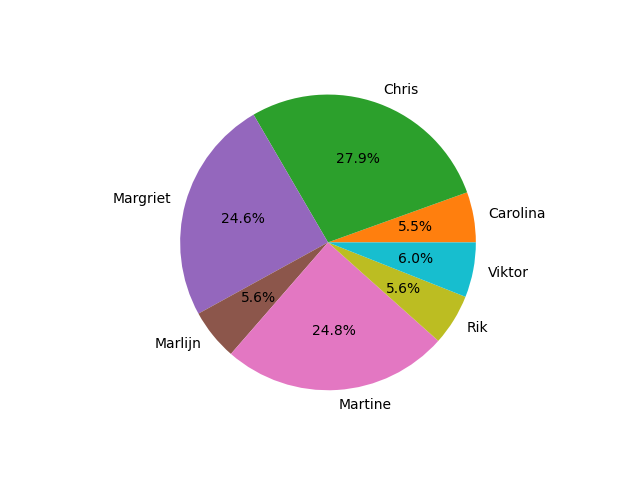 Chris
27.9%
Margriet
24.6%
Carolina
5.5%
6.0%
Viktor
5.6%
Rik
5.6%
Marlijn
24.8%
Martine